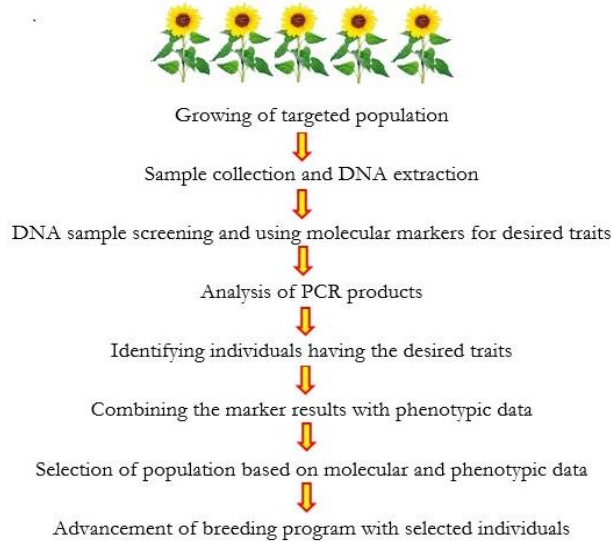 Growing of targeted population
Sample collection and DNA extraction
DNA sample screening and using molecular markers for desired traits
Analysis of PCR products
Identifying individuals having the desired traits
Combining the marker results with phenotypic data
Selection of population based on molecular and phenotypic data
Advancement of breeding program with selected individuals